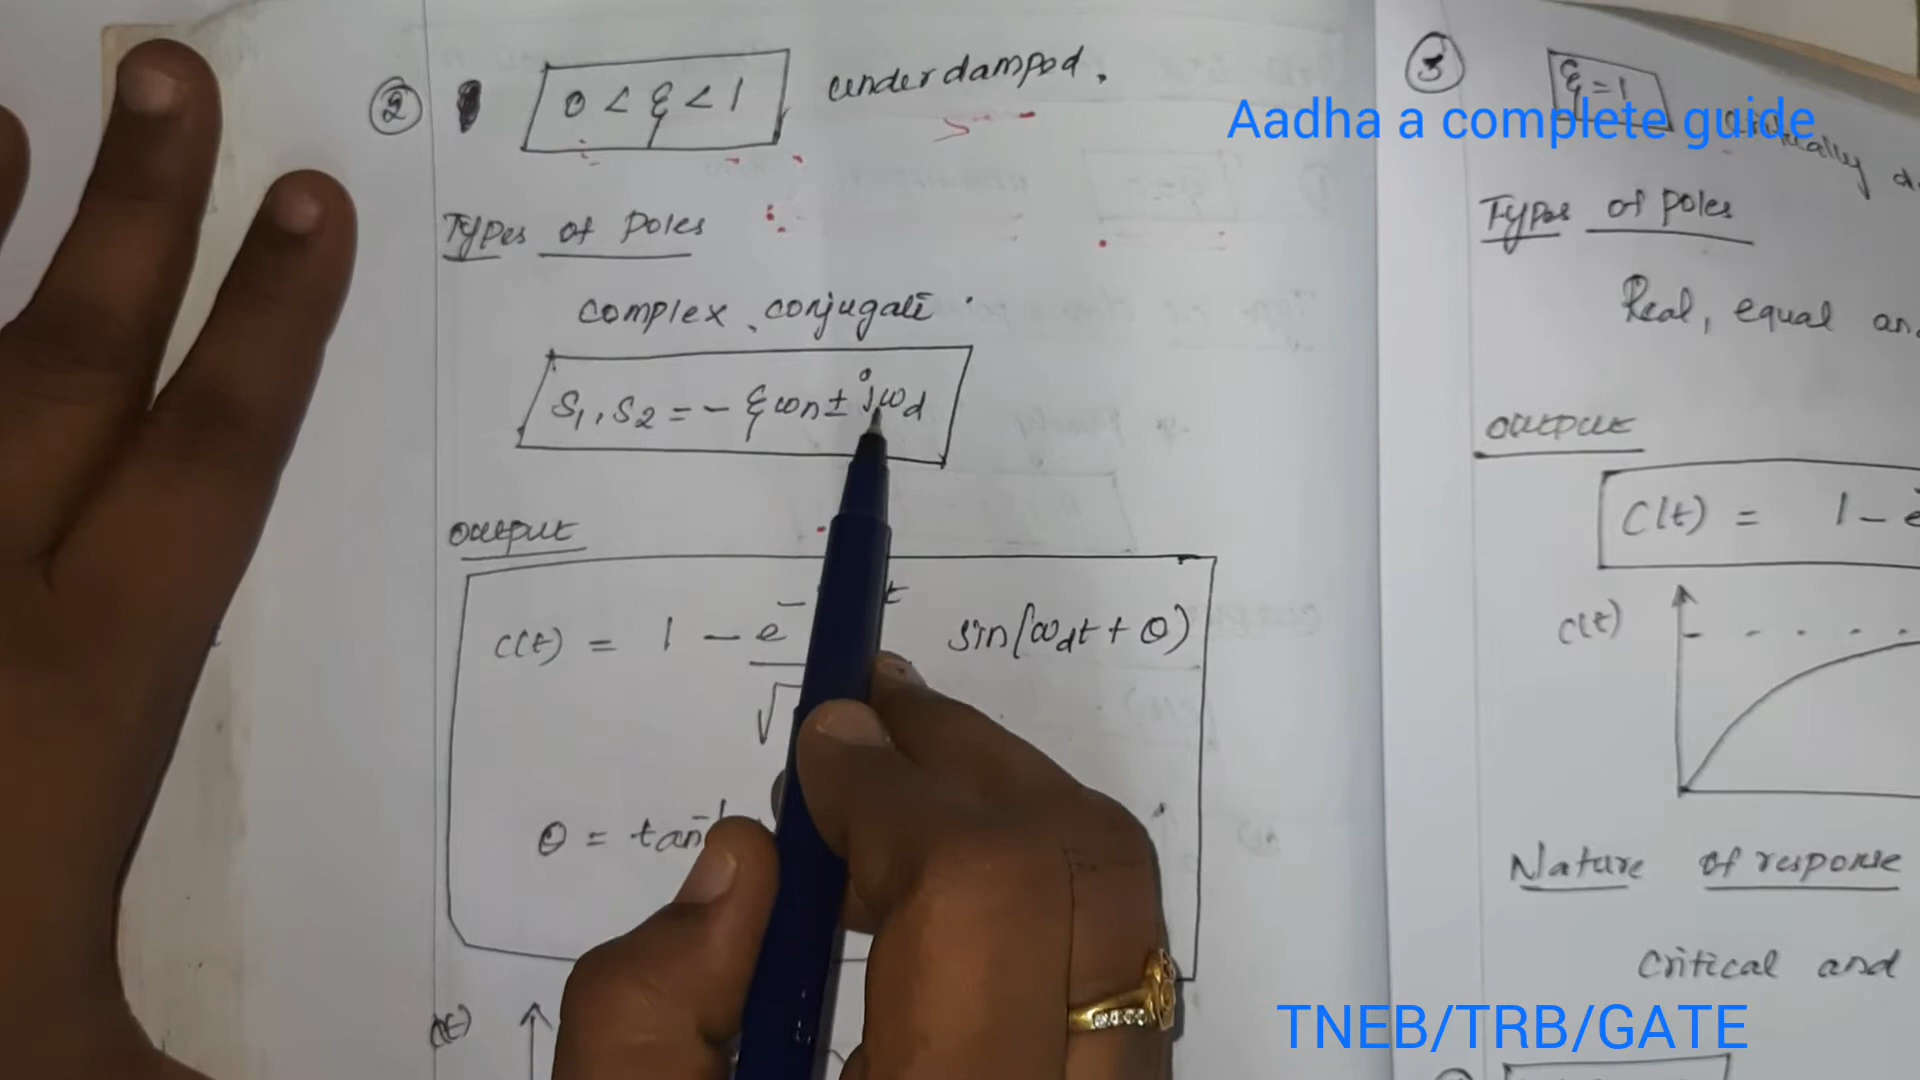 ② 0 < ξ < 1 underdamped.
Types of Poles
complex conjugate.
S1, S2 = - ξωn ± jωd
output
C(t) = 1 - e^- t sin(ωdt + θ)
√
θ = tan^-1
③ ξ = 1
Types of poles
Real, equal
output
C(t) = 1 -
C(t)
Nature of response
Critical and
Aadha a complete guide
TNEB/TRB/GATE